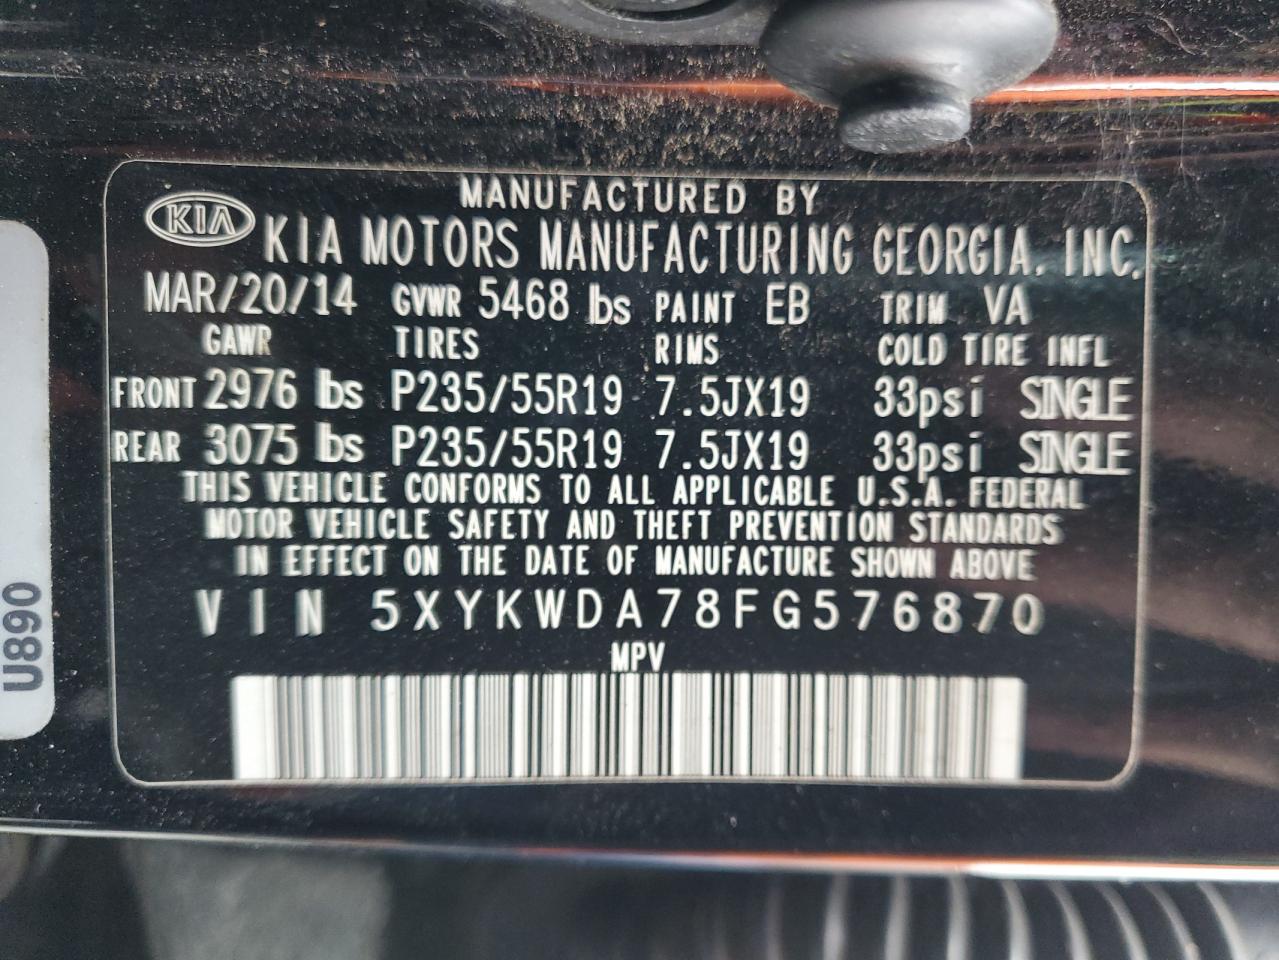 MANUFACTURED BY
KIA KIA MOTORS MANUFACTURING GEORGIA, INC.
MAR/20/14 GVWR 5468 lbs PAINT EB TRIM VA
GAWR TIRES RIMS COLD TIRE INFL
FRONT 2976 lbs P235/55R19 7.5JX19 33psi SINGLE
REAR 3075 lbs P235/55R19 7.5JX19 33psi SINGLE
THIS VEHICLE CONFORMS TO ALL APPLICABLE U.S.A. FEDERAL
MOTOR VEHICLE SAFETY AND THEFT PREVENTION STANDARDS
IN EFFECT ON THE DATE OF MANUFACTURE SHOWN ABOVE
VIN 5XYKWDA78FG576870
MPV
U890